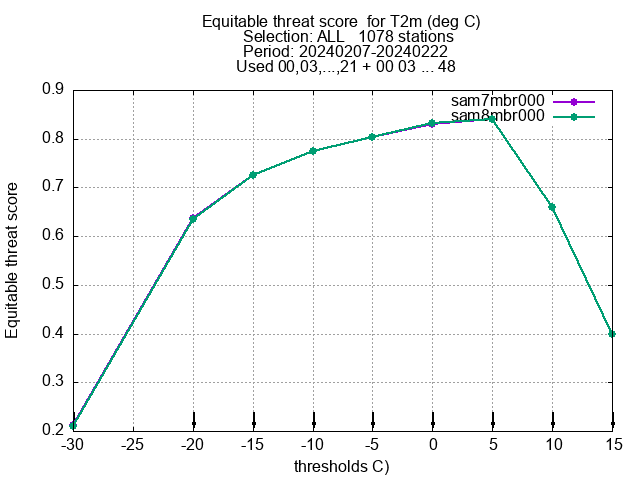 Equitable threat score  for T2m (deg C)
Selection: ALL   1078 stations
Period: 20240207-20240222
Used 00,03,...,21 + 00 03 ... 48
sam7mbr000
sam8mbr000
0.9
0.8
0.7
0.6
0.5
0.4
0.3
0.2
Equitable threat score
-30 -25 -20 -15 -10 -5 0 5 10 15
thresholds C)